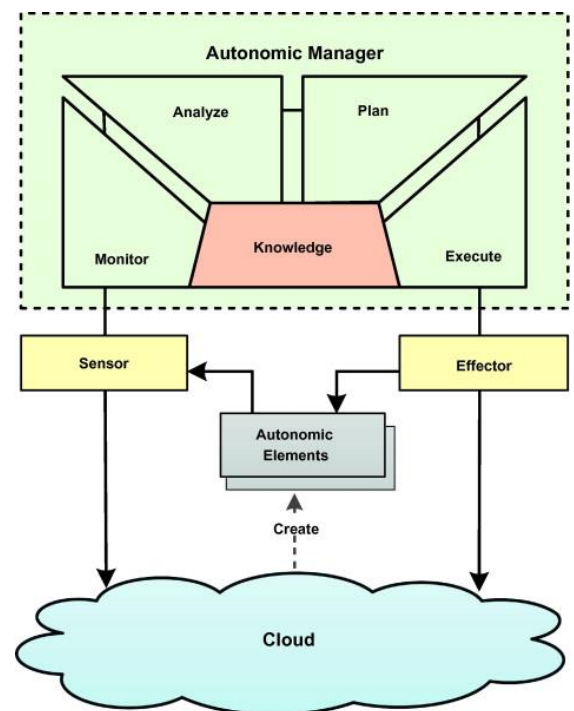 Autonomic Manager
Analyze
Plan
Monitor
Knowledge
Execute
Sensor
Effector
Autonomic
Elements
Create
Cloud